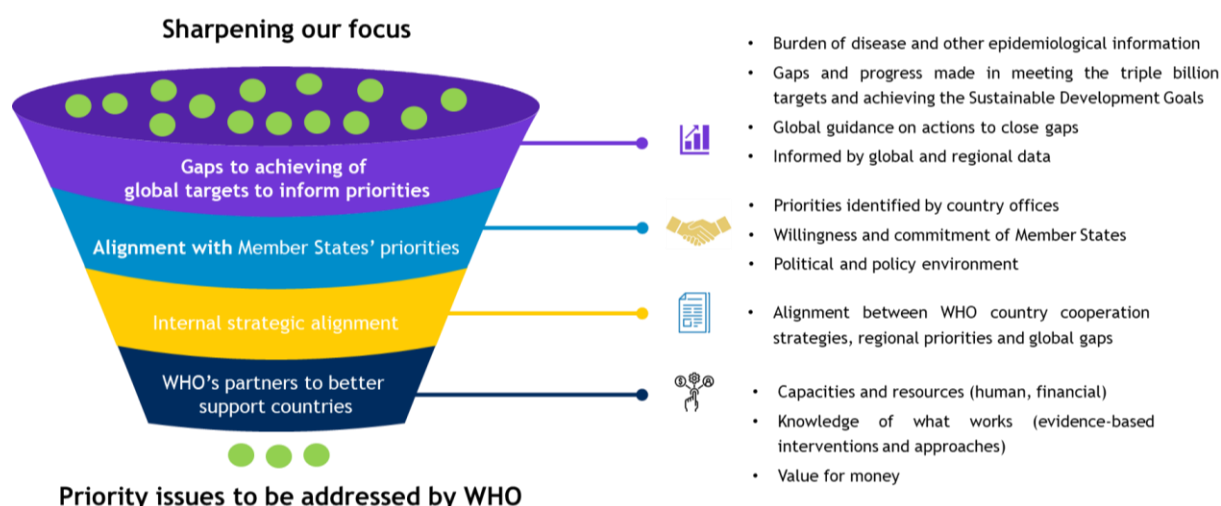 Sharpening our focus
Gaps to achieving of
global targets to inform priorities
Alignment with Member States' priorities
Internal strategic alignment
WHO's partners to better
support countries
Priority issues to be addressed by WHO
• Burden of disease and other epidemiological information
• Gaps and progress made in meeting the triple billion
targets and achieving the Sustainable Development Goals
• Global guidance on actions to close gaps
• Informed by global and regional data
• Priorities identified by country offices
• Willingness and commitment of Member States
• Political and policy environment
• Alignment between WHO country cooperation
strategies, regional priorities and global gaps
• Capacities and resources (human, financial)
• Knowledge of what works (evidence-based
interventions and approaches)
• Value for money